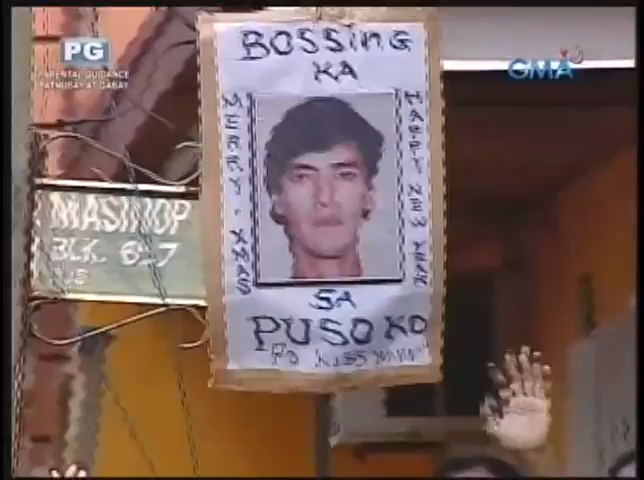 PG
PARENTAL GUIDANCE
PATNUBAY AT GABAY
GMA
BOSSING
KA
MERRY XMAS
HAPPY NEW YEAR
SA
PUSO KO
MASINOP
BLK. 6-7